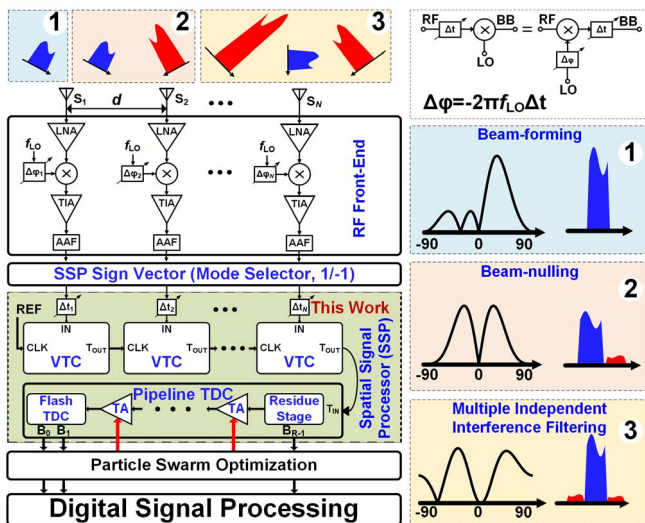 1
2
3
S1
d
S2
SN
LNA
LNA
LNA
fLO
fLO
fLO
Δφ1
Δφ2
ΔφN
TIA
TIA
TIA
AAF
AAF
AAF
RF Front-End
SSP Sign Vector (Mode Selector, 1/-1)
This Work
REF
Δt1
Δt2
ΔtN
IN
IN
IN
CLK
TOUT
CLK
TOUT
CLK
TOUT
VTC
VTC
VTC
Spatial Signal
Processor (SSP)
Pipeline TDC
Flash
TDC
TA
TA
Residue
Stage
TIN
B0
B1
BR-1
Particle Swarm Optimization
Digital Signal Processing
RF
Δt
BB
LO
=
RF
Δt
BB
Δφ
LO
Δφ=-2πfLOΔt
Beam-forming
1
-90
0
90
Beam-nulling
2
-90
0
90
Multiple Independent
Interference Filtering
3
-90
0
90